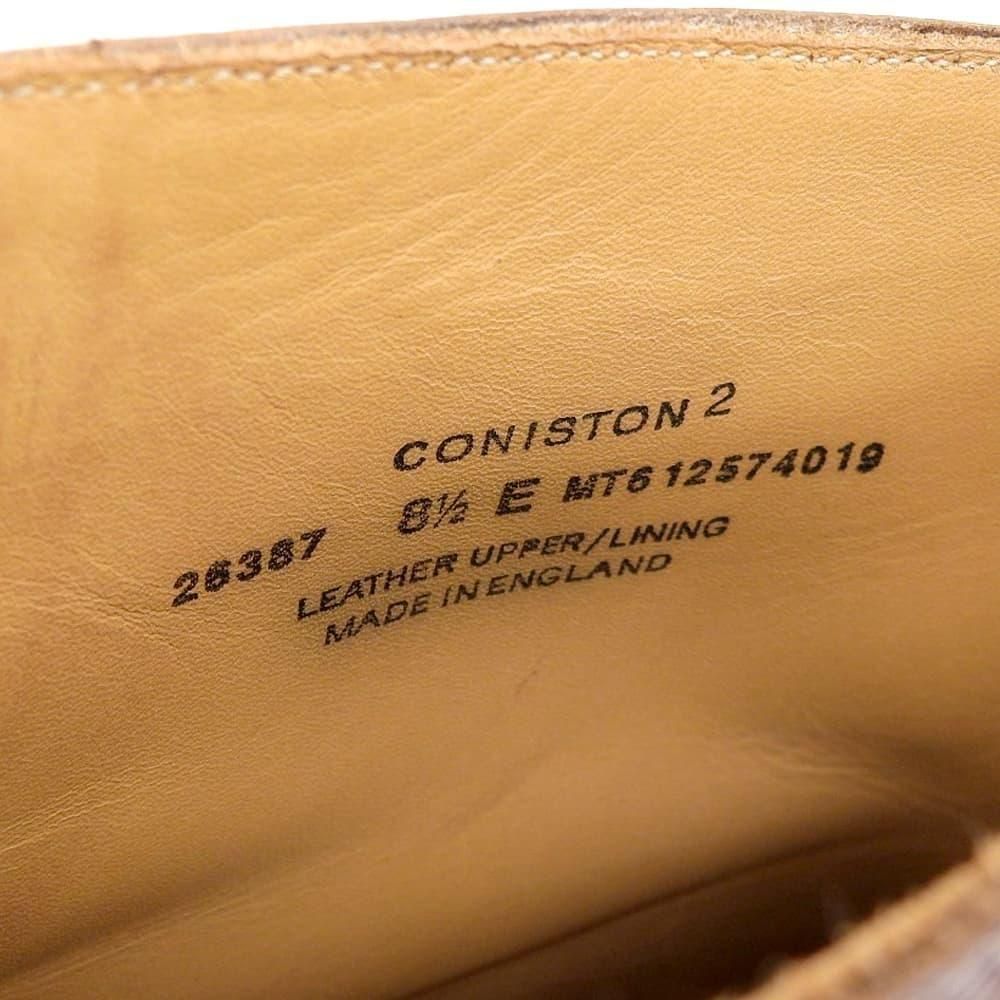 CONISTON 2
26387 8½ E MT612574019
LEATHER UPPER/LINING
MADE IN ENGLAND